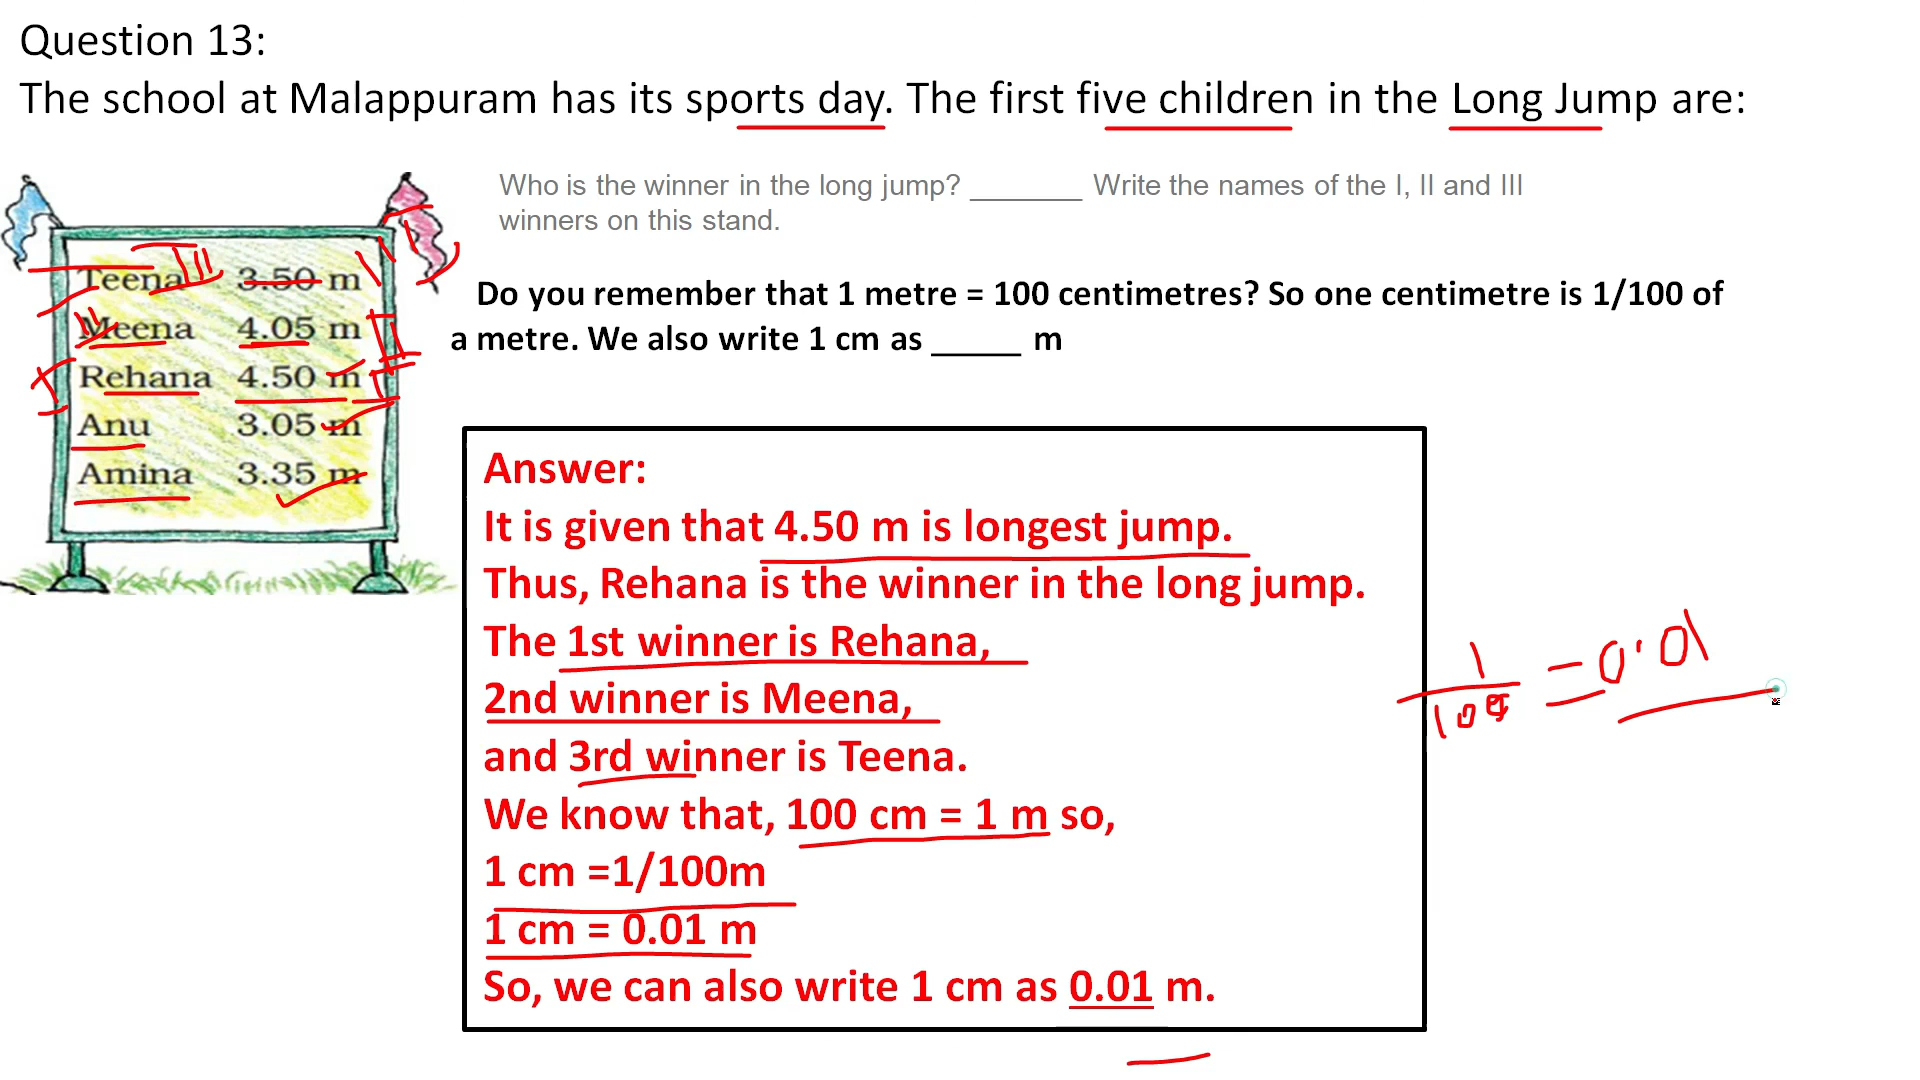 Question 13:
The school at Malappuram has its sports day. The first five children in the Long Jump are:
Who is the winner in the long jump? _______ Write the names of the I, II and III
winners on this stand.
Teena III 3.50 m
Meena 4.05 m II
Rehana 4.50 m I
Anu 3.05 m
Amina 3.35 m
Do you remember that 1 metre = 100 centimetres? So one centimetre is 1/100 of
a metre. We also write 1 cm as _____ m
Answer:
It is given that 4.50 m is longest jump.
Thus, Rehana is the winner in the long jump.
The 1st winner is Rehana,
2nd winner is Meena,
and 3rd winner is Teena.
We know that, 100 cm = 1 m so,
1 cm =1/100m
1 cm = 0.01 m
So, we can also write 1 cm as 0.01 m.
1/100 = 0.01